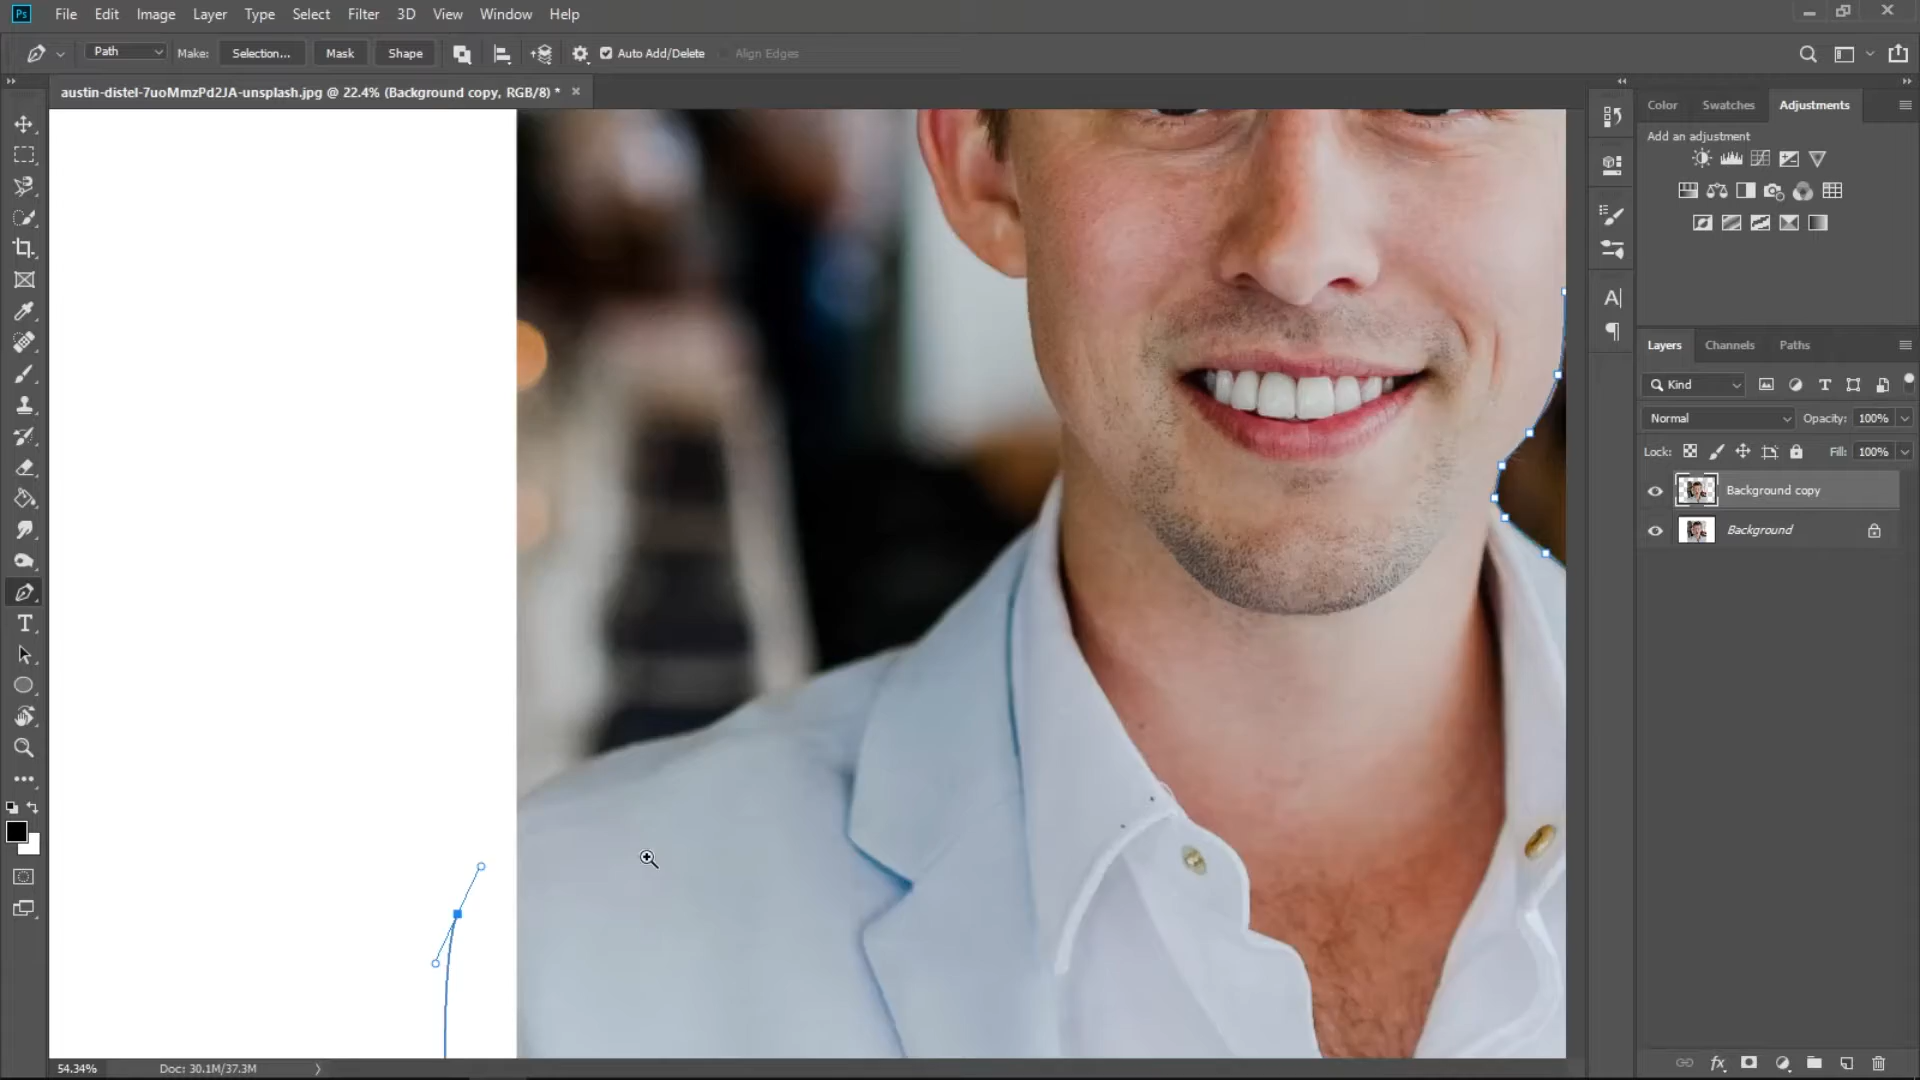 Ps File Edit Image Layer Type Select Filter 3D View Window Help
Path Make: Selection... Mask Shape Auto Add/Delete Align Edges
austin-distel-7uoMmzPd2JA-unsplash.jpg @ 22.4% (Background copy, RGB/8) *
Color Swatches Adjustments
Add an adjustment
Layers Channels Paths
Kind
Normal Opacity: 100%
Lock: Fill: 100%
Background copy
Background
54.34% Doc: 30.1M/37.3M